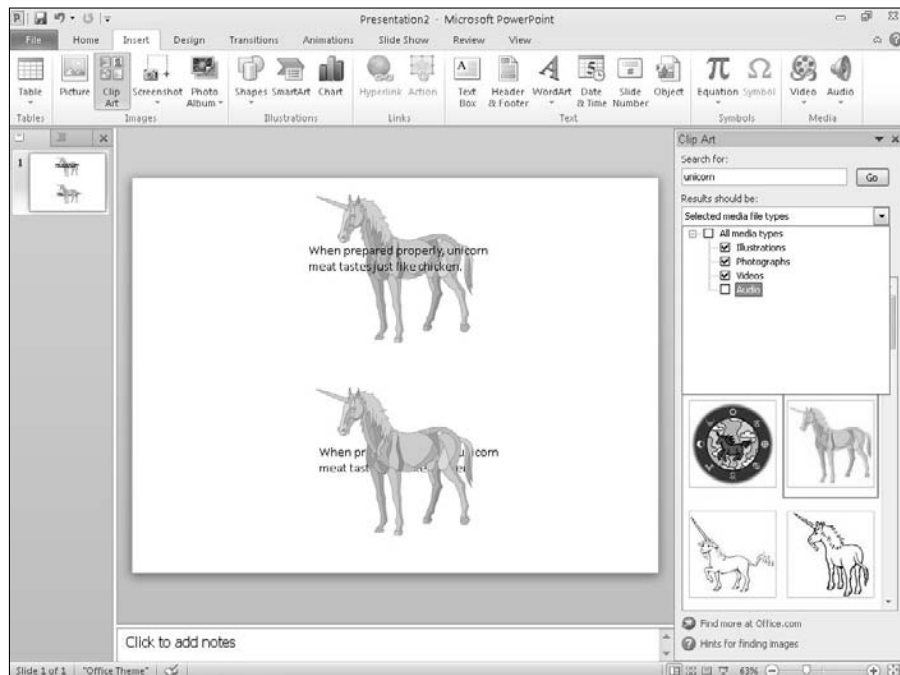 Presentation2 - Microsoft PowerPoint
File Home Insert Design Transitions Animations Slide Show Review View
Table Picture Clip Art Screenshot Photo Album Shapes SmartArt Chart Hyperlink Action Text Box Header & Footer WordArt Date & Time Slide Number Object Equation Symbol Video Audio
Tables Images Illustrations Links Text Symbols Media
1
When prepared properly, unicorn
meat tastes just like chicken.
When pr unicorn
meat tast
Clip Art
Search for:
unicorn Go
Results should be:
Selected media file types
All media types
Illustrations
Photographs
Videos
Audio
Find more at Office.com
Hints for finding images
Click to add notes
Slide 1 of 1 "Office Theme" 63%